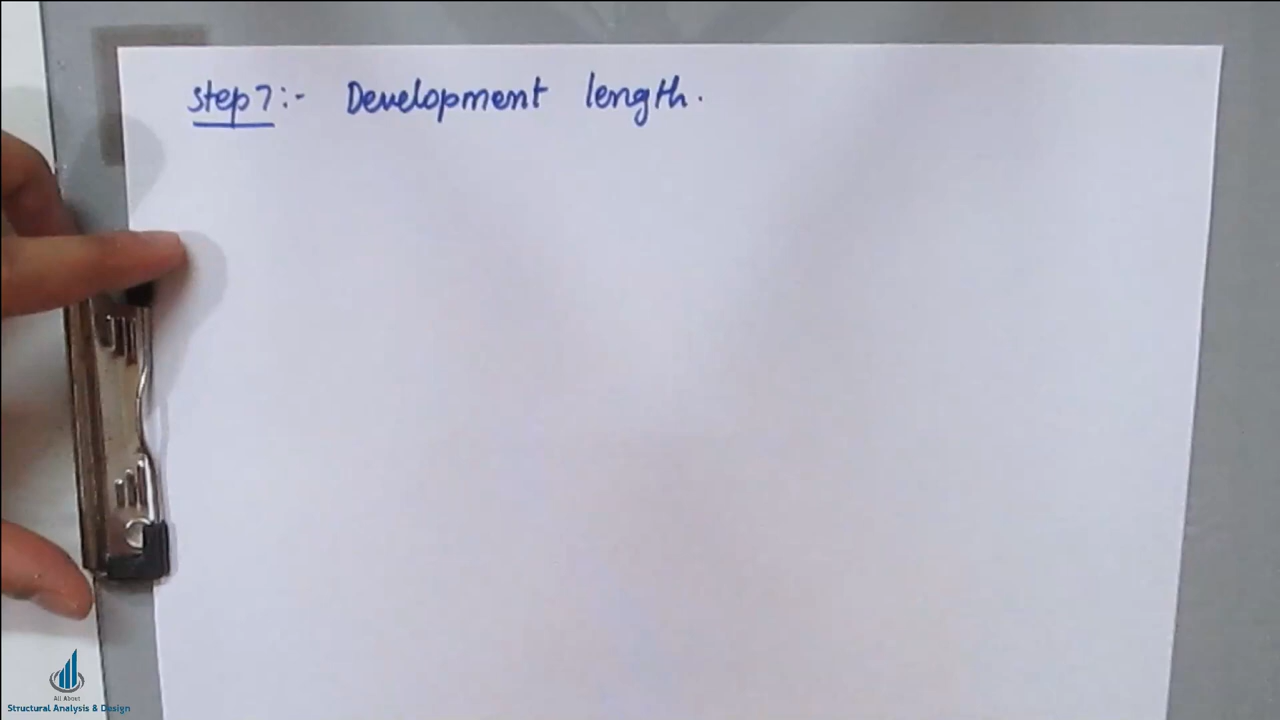 Step 7:- Development length.
All About
Structural Analysis & Design